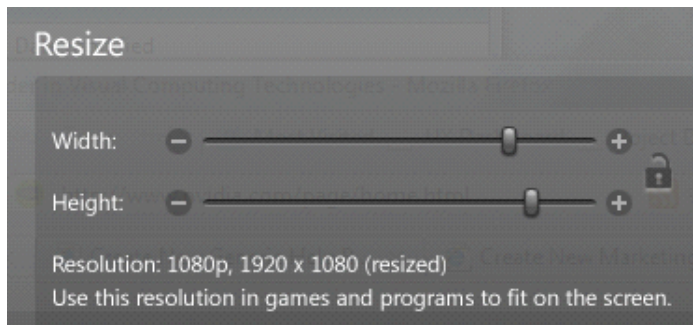 Resize
Width:
Height:
Resolution: 1080p, 1920 x 1080 (resized)
Use this resolution in games and programs to fit on the screen.